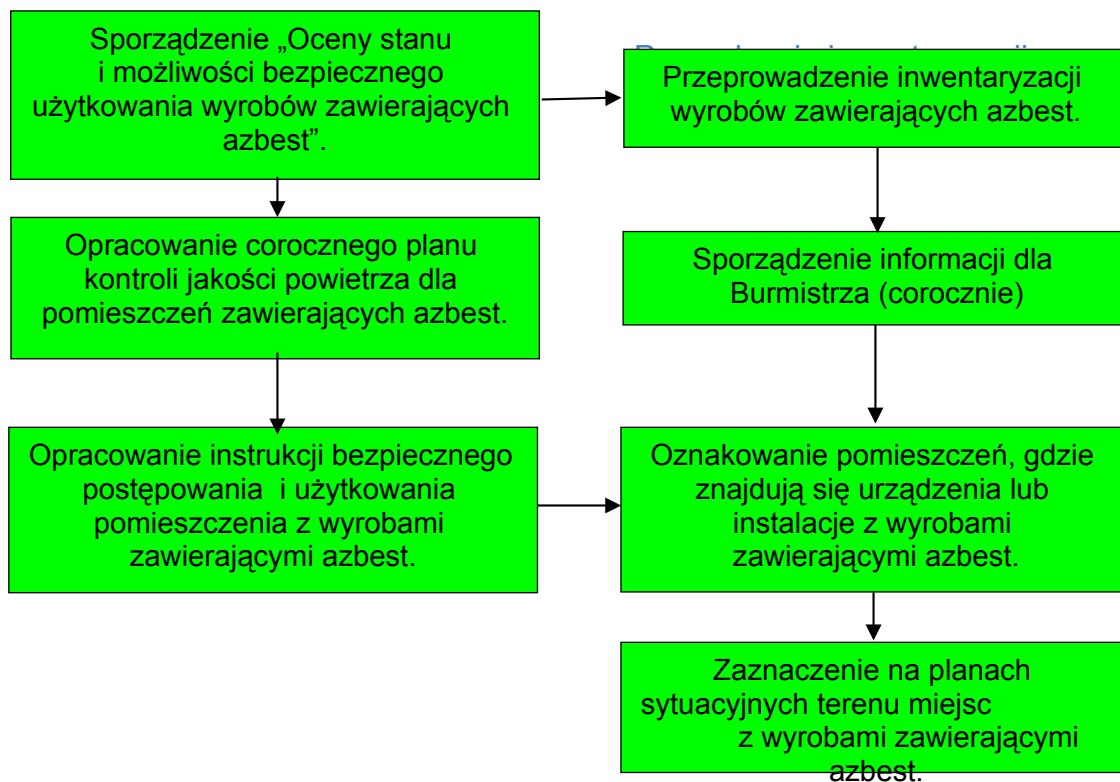 Sporządzenie „Oceny stanu
i możliwości bezpiecznego
użytkowania wyrobów zawierających
azbest”.
Przeprowadzenie inwentaryzacji
wyrobów zawierających azbest.
Opracowanie corocznego planu
kontroli jakości powietrza dla
pomieszczeń zawierających azbest.
Sporządzenie informacji dla
Burmistrza (corocznie)
Opracowanie instrukcji bezpiecznego
postępowania i użytkowania
pomieszczenia z wyrobami
zawierającymi azbest.
Oznakowanie pomieszczeń, gdzie
znajdują się urządzenia lub
instalacje z wyrobami
zawierającymi azbest.
Zaznaczenie na planach
sytuacyjnych terenu miejsc
z wyrobami zawierającymi
azbest.